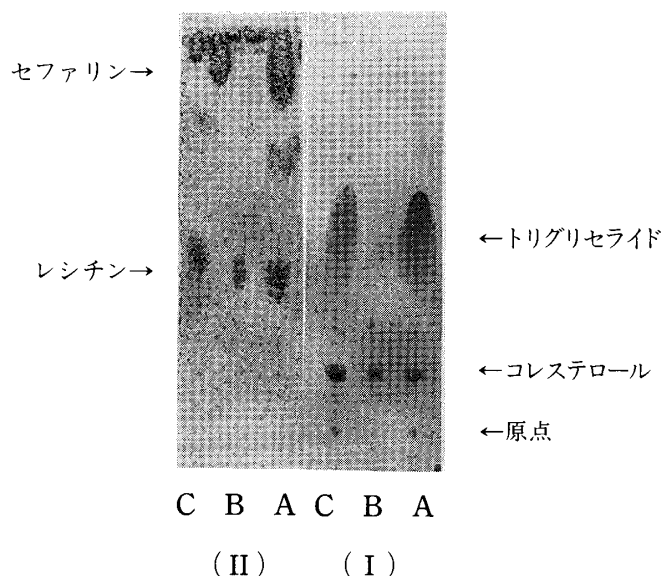 セファリン→
レシチン→
←トリグリセライド
←コレステロール
←原点
C B A C B A
(II) (I)